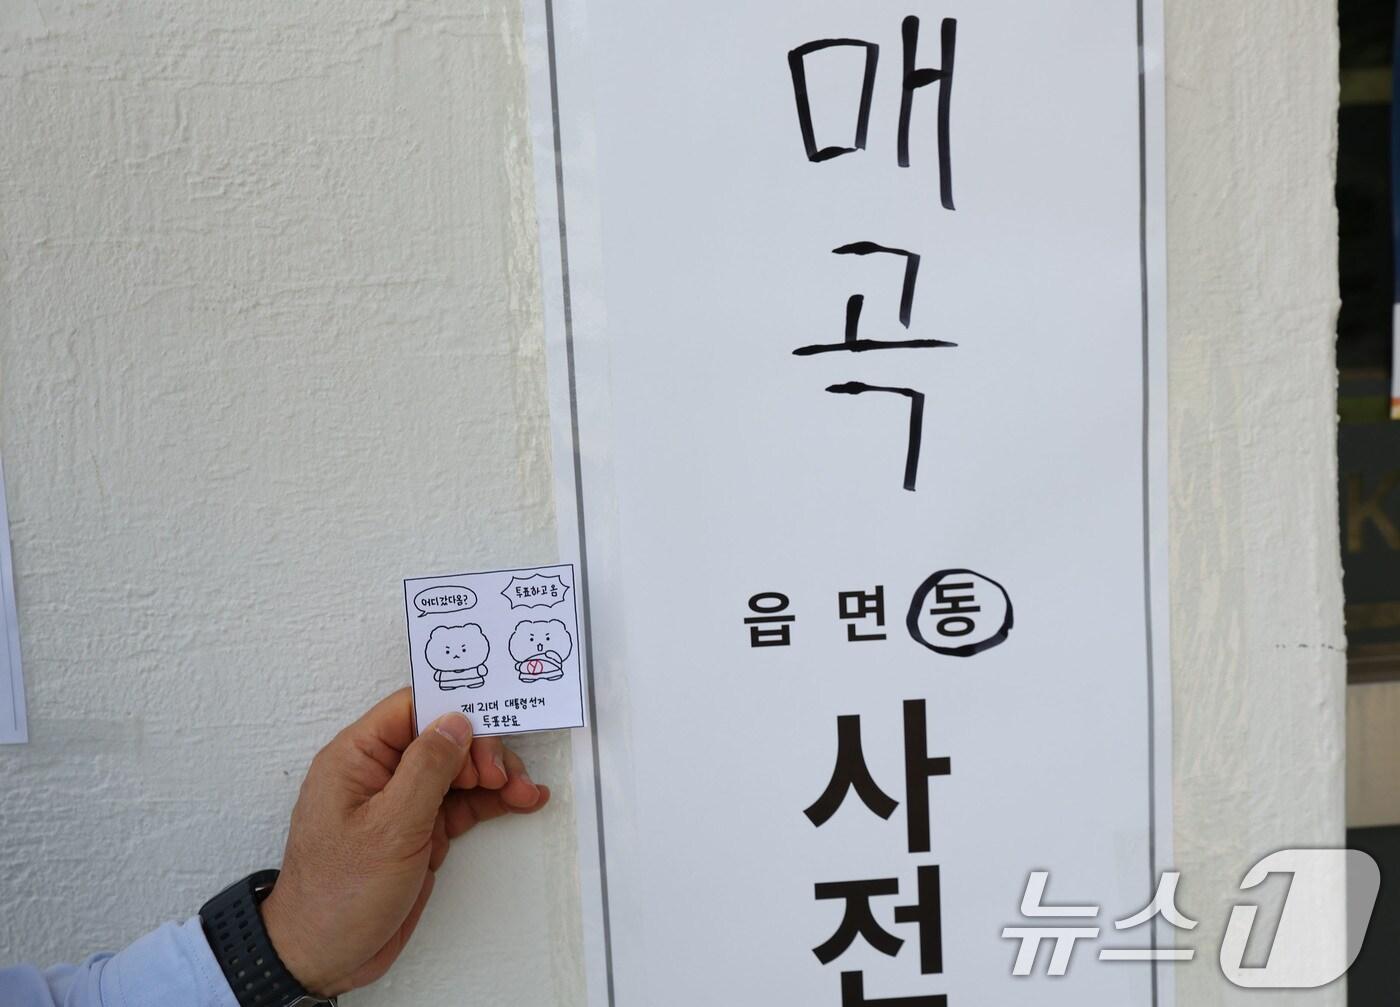 매
곡
읍 면 동
사
전
어디갔다옴?
투표하고옴
제 21대 대통령선거
투표완료
뉴스1
K